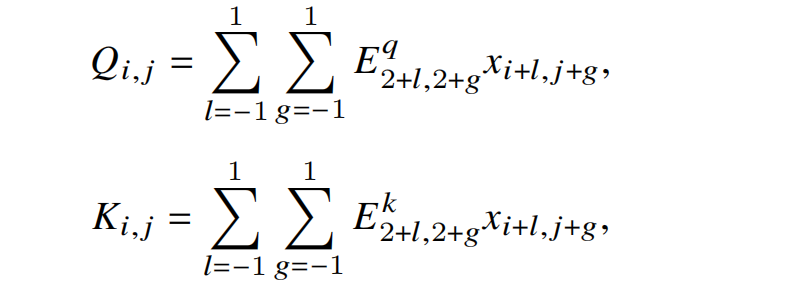 $Q_{i,j} = \sum_{l=-1}^{1} \sum_{g=-1}^{1} E^{q}_{2+l,2+g} x_{i+l,j+g},$
$K_{i,j} = \sum_{l=-1}^{1} \sum_{g=-1}^{1} E^{k}_{2+l,2+g} x_{i+l,j+g},$